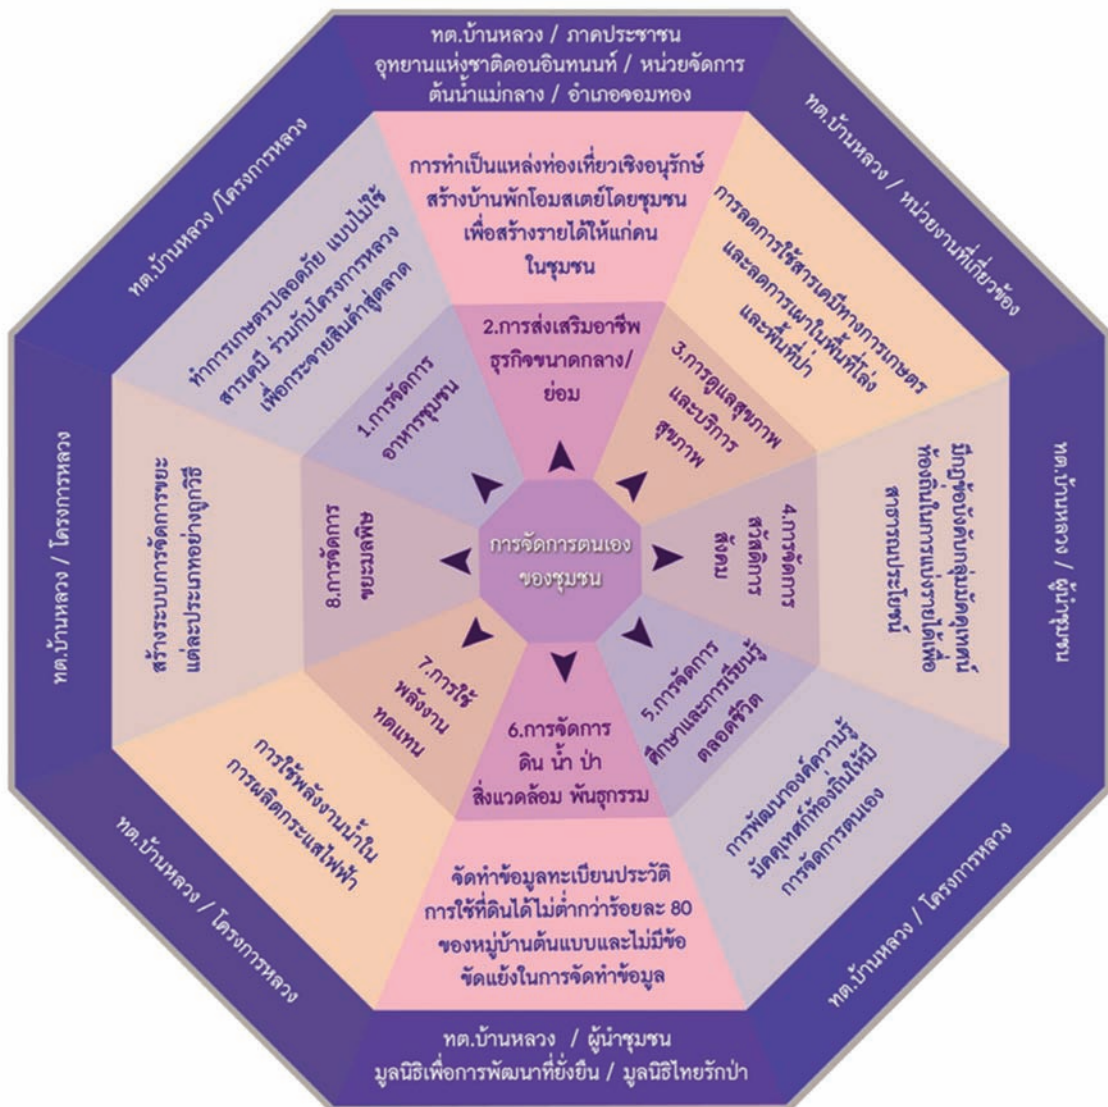 การจัดการตนเอง
ของชุมชน
1.การจัดการ
อาหารชุมชน
ทำการเกษตรปลอดภัย แบบไม่ใช้
สารเคมี ร่วมกับโครงการหลวง
เพื่อกระจายสินค้าสู่ตลาด
ทต.บ้านหลวง /โครงการหลวง
2.การส่งเสริมอาชีพ
ธุรกิจขนาดกลาง/
ย่อม
การทำเป็นแหล่งท่องเที่ยวเชิงอนุรักษ์
สร้างบ้านพักโอมสเตย์โดยชุมชน
เพื่อสร้างรายได้ให้แก่คน
ในชุมชน
ทต.บ้านหลวง / ภาคประชาชน
อุทยานแห่งชาติดอนอินทนนท์ / หน่วยจัดการ
ต้นน้ำแม่กลาง / อำเภอจอมทอง
3.การดูแลสุขภาพ
และบริการ
สุขภาพ
การลดการใช้สารเคมีทางการเกษตร
และลดการเผาในพื้นที่โล่ง
และพื้นที่ป่า
ทต.บ้านหลวง / หน่วยงานที่เกี่ยวข้อง
4.การจัดการ
สวัสดิการ
สังคม
มีกฎข้อบังคับกลุ่มมัคคุเทศน์
ท้องถิ่นในการแบ่งรายได้เพื่อ
สาธารณประโยชน์
ทต.บ้านหลวง / ผู้นำชุมชน
5.การจัดการ
ศึกษาและการเรียนรู้
ตลอดชีวิต
การพัฒนาองค์ความรู้
มัคคุเทศก์ท้องถิ่นให้มี
การจัดการตนเอง
ทต.บ้านหลวง / โครงการหลวง
6.การจัดการ
ดิน น้ำ ป่า
สิ่งแวดล้อม พันธุกรรม
จัดทำข้อมูลทะเบียนประวัติ
การใช้ที่ดินได้ไม่ต่ำกว่าร้อยละ 80
ของหมู่บ้านต้นแบบและไม่มีข้อ
ขัดแย้งในการจัดทำข้อมูล
ทต.บ้านหลวง / ผู้นำชุมชน
มูลนิธิเพื่อการพัฒนาที่ยั่งยืน / มูลนิธิไทยรักป่า
7.การใช้
พลังงาน
ทดแทน
การใช้พลังงานน้ำใน
การผลิตกระแสไฟฟ้า
ทต.บ้านหลวง / โครงการหลวง
8.การจัดการ
ขยะมลพิษ
สร้างระบบการจัดการขยะ
แต่ละประเภทอย่างถูกวิธี
ทต.บ้านหลวง / โครงการหลวง